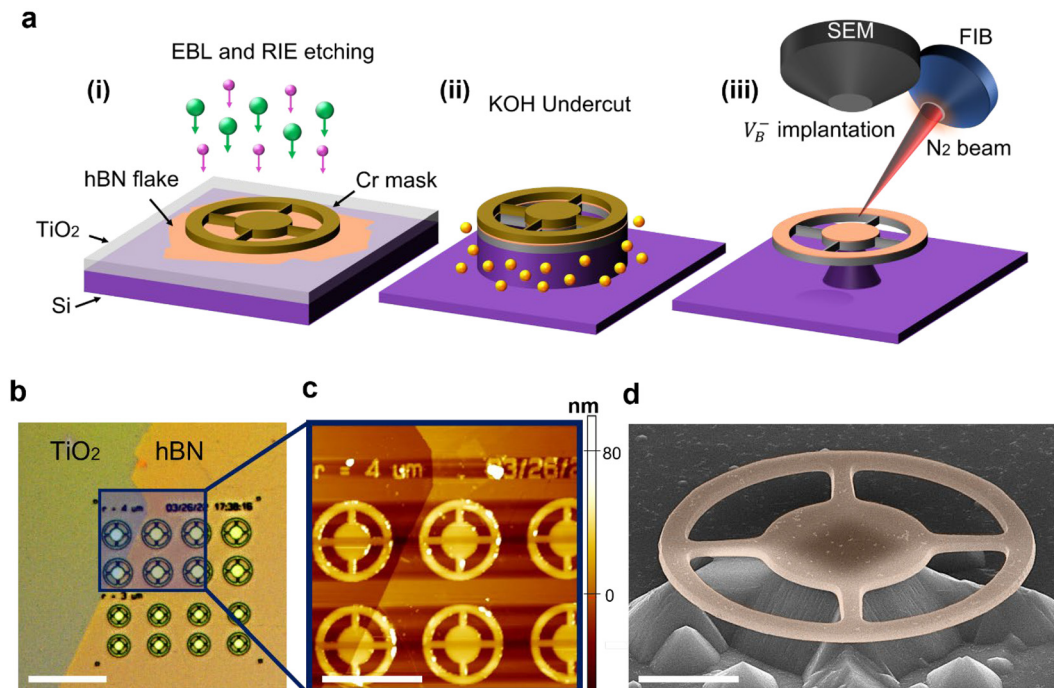 a
EBL and RIE etching
(i)
hBN flake
Cr mask
TiO₂
Si
(ii)
KOH Undercut
(iii)
SEM
FIB
V_B^- implantation
N₂ beam
b
TiO₂
hBN
r = 4 um 03/26/22 17:38:16
r = 3 um
c
nm
80
0
r = 4 um 03/26/2
d